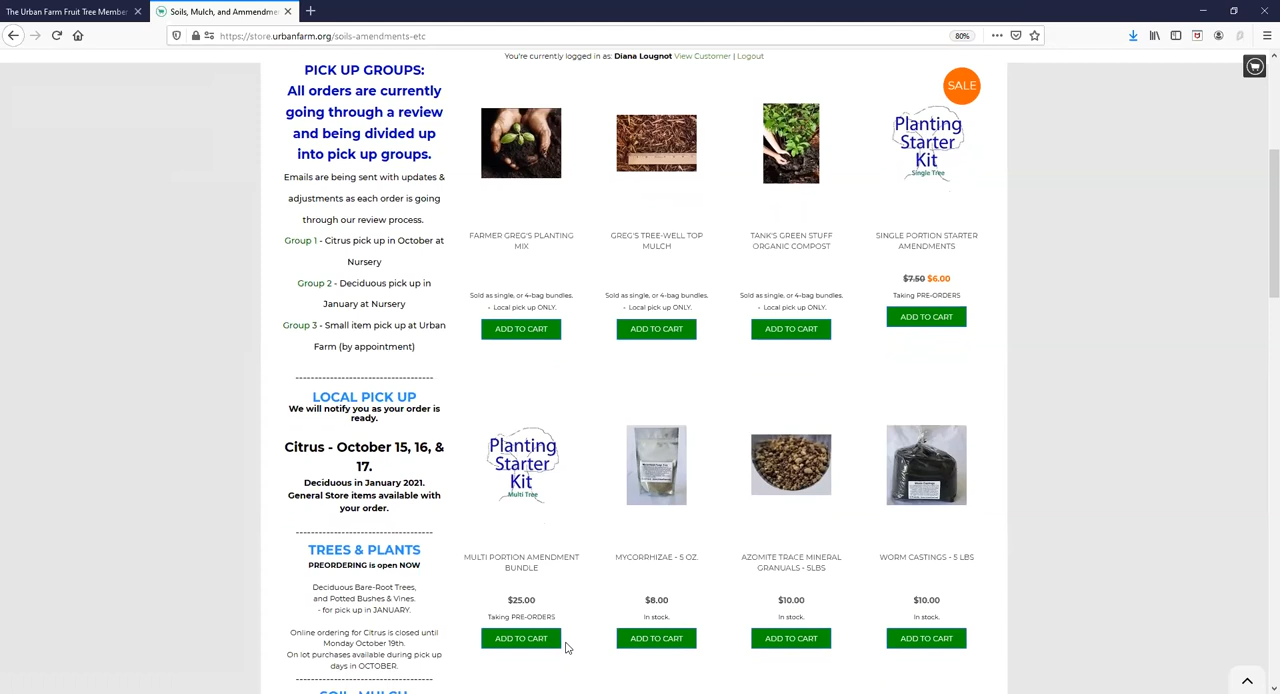 The Urban Farm Fruit Tree Member
Soils, Mulch, and Ammendme
https://store.urbanfarm.org/soils-amendments-etc
80%
You're currently logged in as: Diana Lougnot View Customer | Logout
PICK UP GROUPS:
All orders are currently
going through a review
and being divided up
into pick up groups.
Emails are being sent with updates &
adjustments as each order is going
through our review process.
Group 1 - Citrus pick up in October at
Nursery
Group 2 - Deciduous pick up in
January at Nursery
Group 3 - Small item pick up at Urban
Farm (by appointment)
----------------------------------
LOCAL PICK UP
We will notify you as your order is
ready.
Citrus - October 15, 16, &
17.
Deciduous in January 2021.
General Store items available with
your order.
----------------------------------
TREES & PLANTS
PREORDERING is open NOW
Deciduous Bare-Root Trees,
and Potted Bushes & Vines.
- for pick up in JANUARY.
Online ordering for Citrus is closed until
Monday October 19th.
On lot purchases available during pick up
days in OCTOBER.
----------------------------------
SOIL, MULCH
SALE
Planting
Starter
Kit
Single Tree
FARMER GREG'S PLANTING
MIX
Sold as single, or 4-bag bundles.
- Local pick up ONLY.
ADD TO CART
GREG'S TREE-WELL TOP
MULCH
Sold as single, or 4-bag bundles.
- Local pick up ONLY.
ADD TO CART
TANK'S GREEN STUFF
ORGANIC COMPOST
Sold as single, or 4-bag bundles.
- Local pick up ONLY.
ADD TO CART
SINGLE PORTION STARTER
AMENDMENTS
$7.50 $6.00
Taking PRE-ORDERS
ADD TO CART
Planting
Starter
Kit
Multi Tree
MULTI PORTION AMENDMENT
BUNDLE
$25.00
Taking PRE-ORDERS
ADD TO CART
MYCORRHIZAE - 5 OZ.
$8.00
In stock.
ADD TO CART
AZOMITE TRACE MINERAL
GRANUALS - 5LBS
$10.00
In stock.
ADD TO CART
WORM CASTINGS - 5 LBS
$10.00
In stock.
ADD TO CART